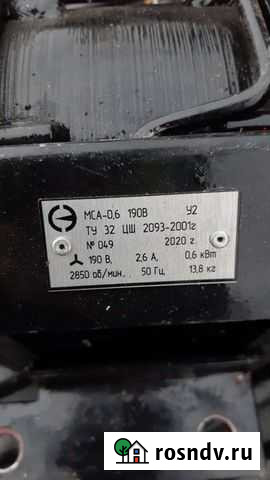 МСА-0,6 190В У2
ТУ 32 ЦШ 2093-2001г
№ 049 2020 г.
190 В, 2,6 А, 0,6 кВт
2850 об/мин. 50 Гц, 13,8 кг
rosndv.ru